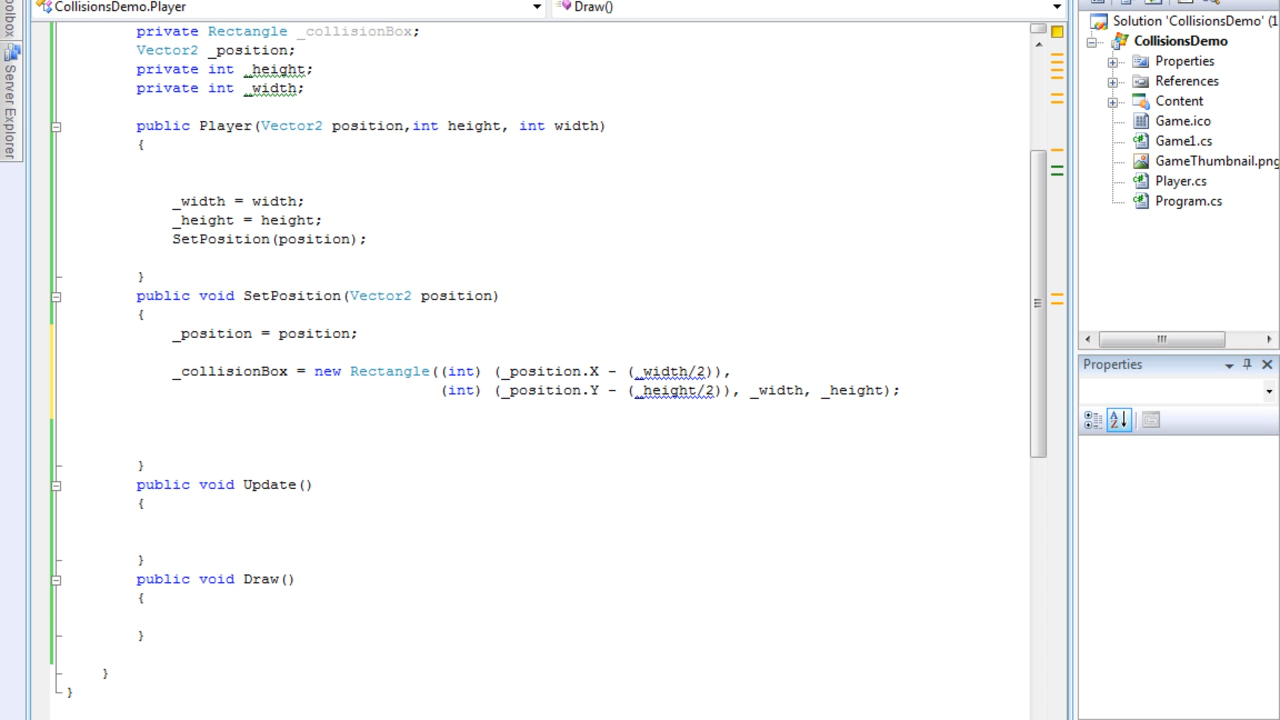 CollisionsDemo.Player
Draw()
private Rectangle _collisionBox;
Vector2 _position;
private int _height;
private int _width;
public Player(Vector2 position,int height, int width)
{
_width = width;
_height = height;
SetPosition(position);
}
public void SetPosition(Vector2 position)
{
_position = position;
_collisionBox = new Rectangle((int) (_position.X - (_width/2)),
(int) (_position.Y - (_height/2)), _width, _height);
}
public void Update()
{
}
public void Draw()
{
}
}
}
Server Explorer
Solution 'CollisionsDemo' (1
CollisionsDemo
Properties
References
Content
Game.ico
Game1.cs
GameThumbnail.png
Player.cs
Program.cs
Properties